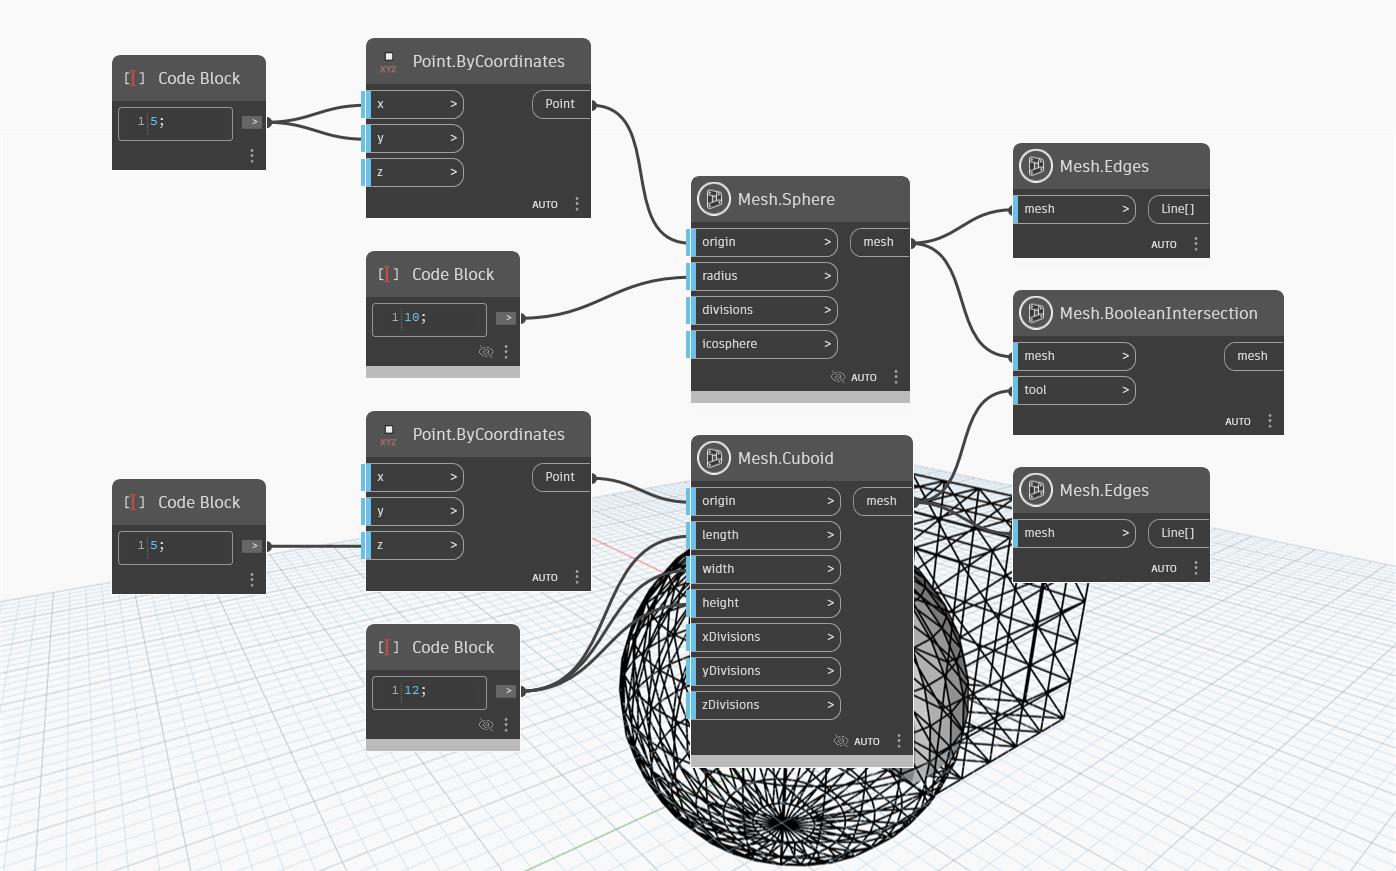 Code Block
1 5;
>
XYZ
Point.ByCoordinates
x >
Point
y >
z >
AUTO
Code Block
1 10;
>
Mesh.Sphere
origin >
mesh
radius >
divisions >
icosphere >
AUTO
Mesh.Edges
mesh >
Line[]
AUTO
Mesh.BooleanIntersection
mesh >
mesh
tool >
AUTO
Code Block
1 5;
>
XYZ
Point.ByCoordinates
x >
Point
y >
z >
AUTO
Code Block
1 12;
>
Mesh.Cuboid
origin >
mesh
length >
width >
height >
xDivisions >
yDivisions >
zDivisions >
AUTO
Mesh.Edges
mesh >
Line[]
AUTO